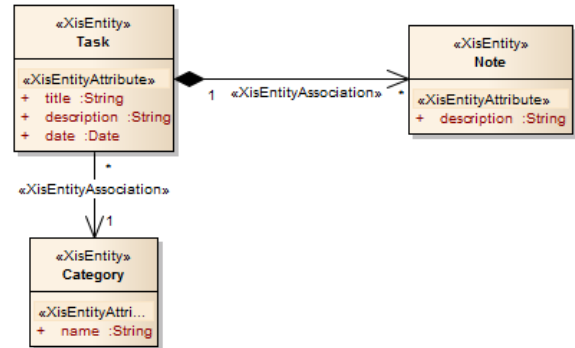 «XisEntity»
Task
«XisEntityAttribute»
+ title :String
+ description :String
+ date :Date
1 «XisEntityAssociation» *
«XisEntity»
Note
«XisEntityAttribute»
+ description :String
*
«XisEntityAssociation»
1
«XisEntity»
Category
«XisEntityAttri...
+ name :String